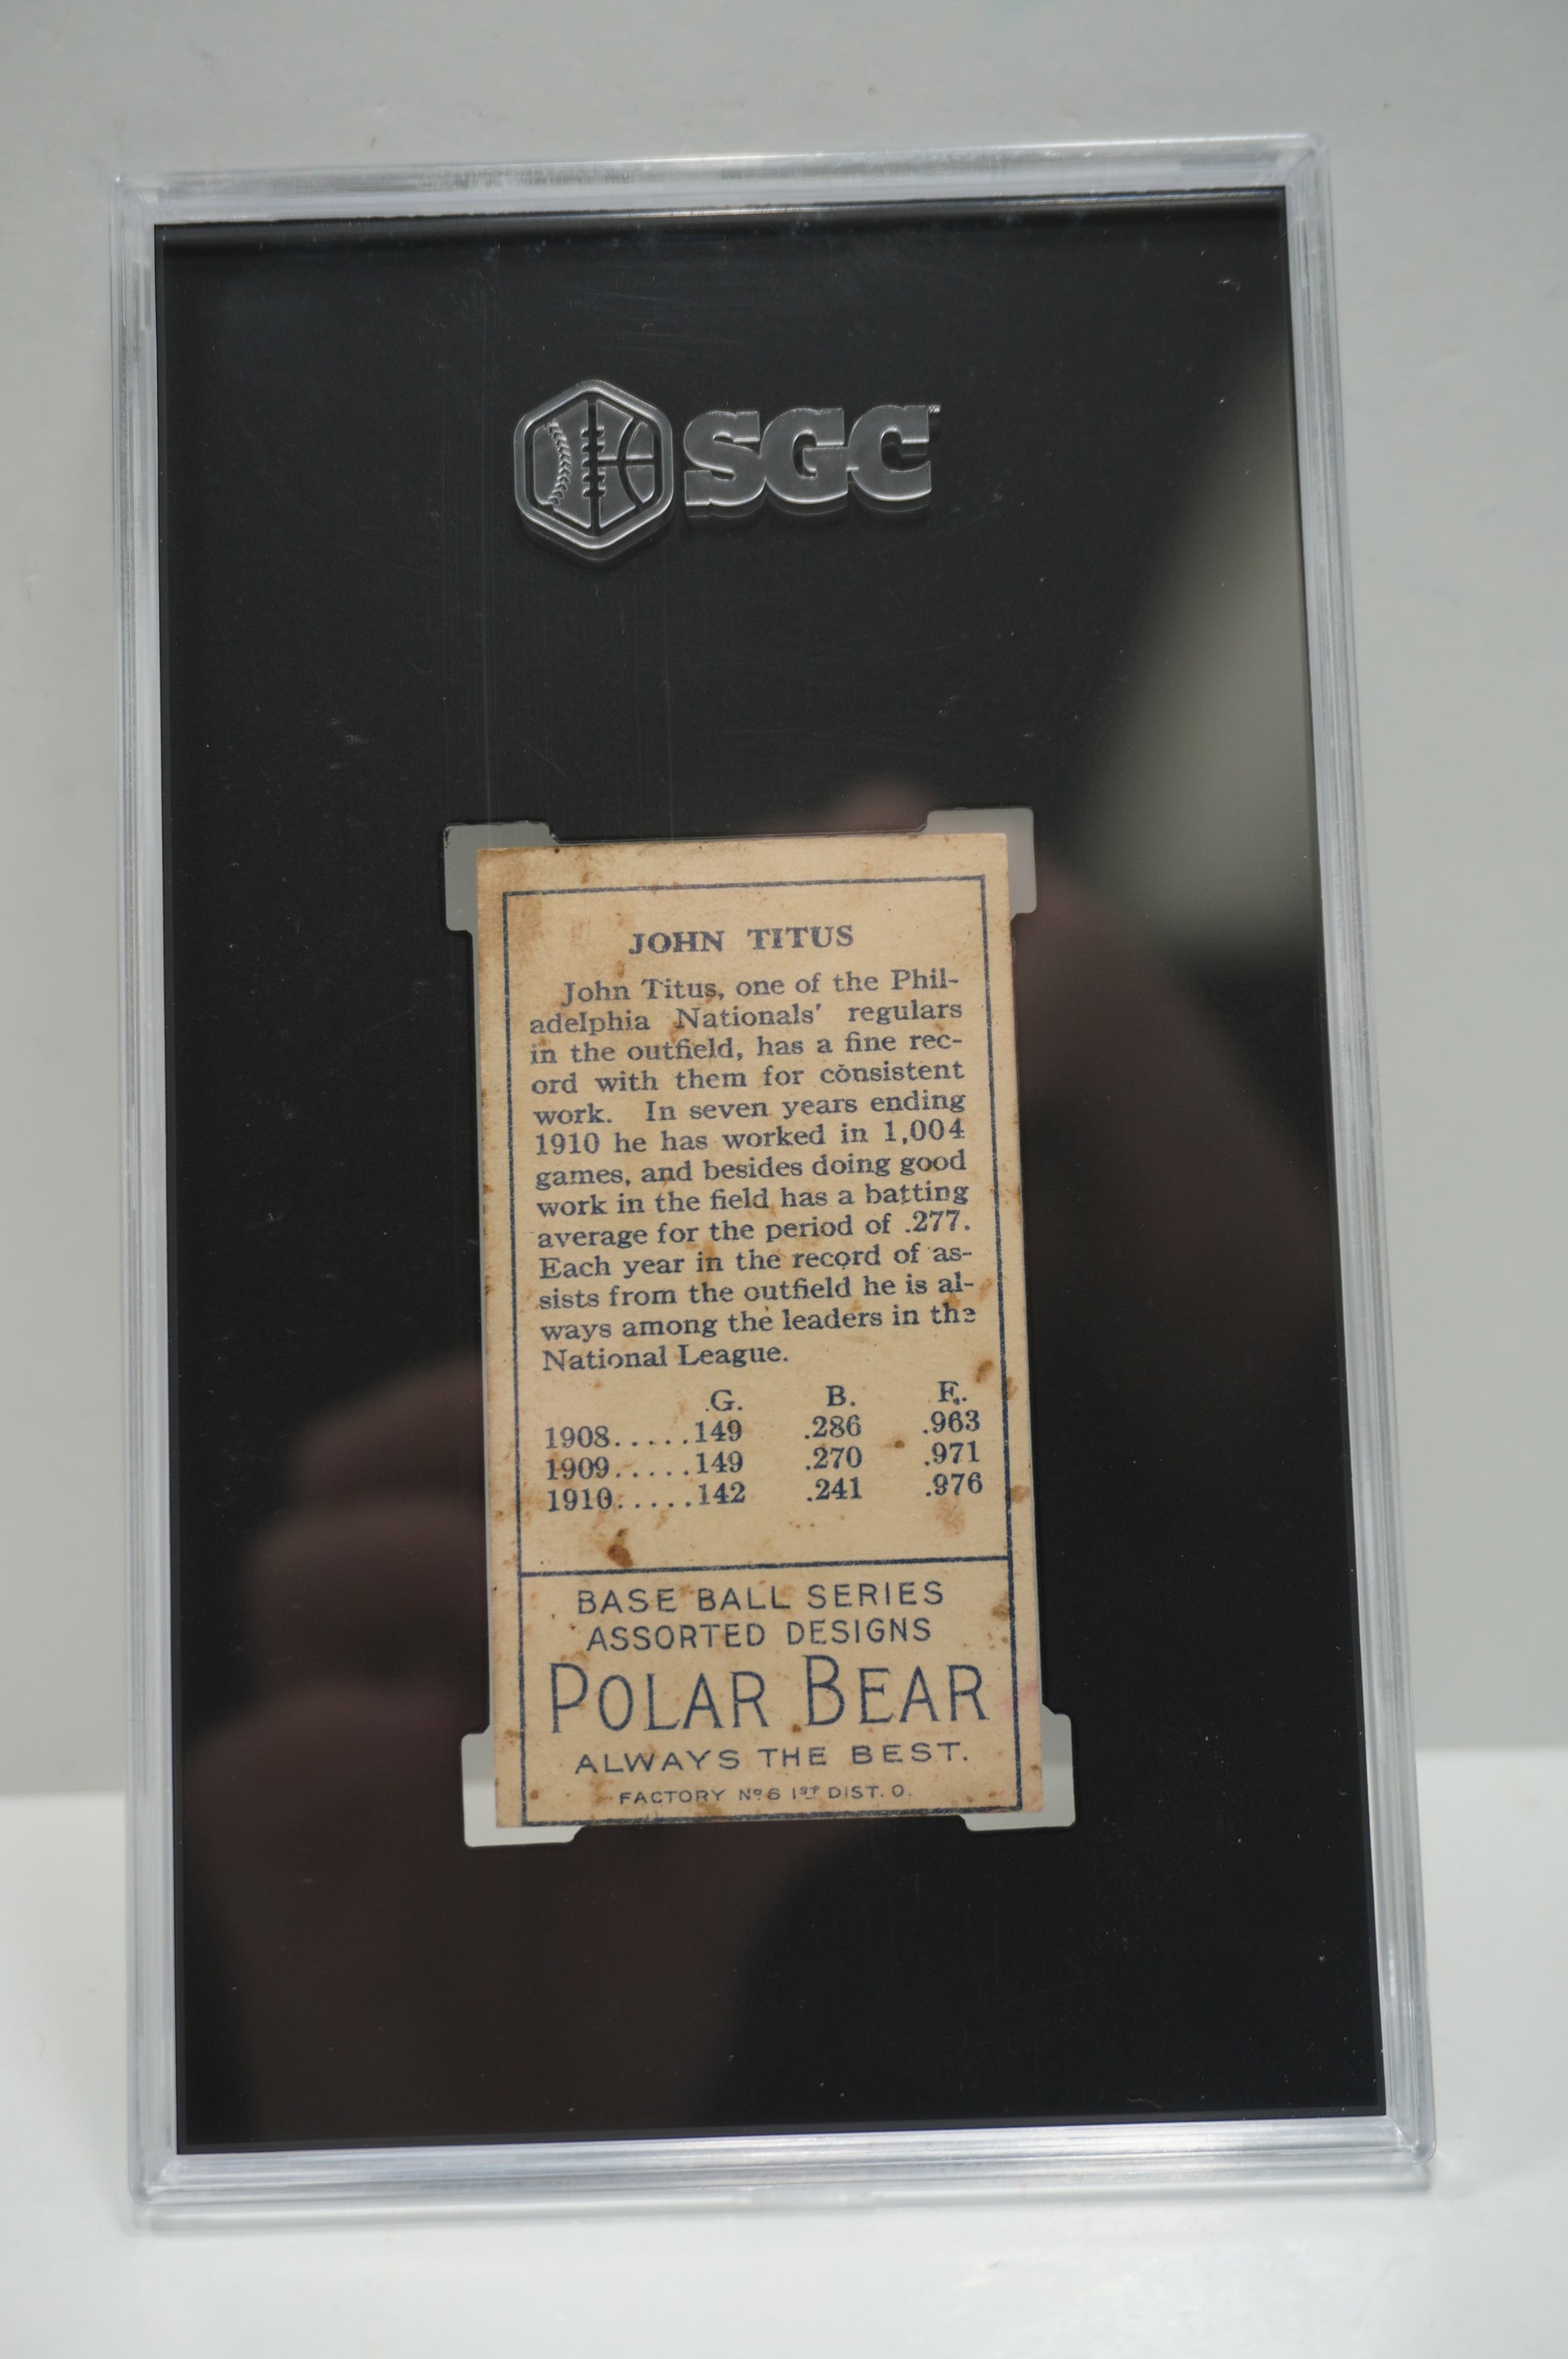 SGC
JOHN TITUS
John Titus, one of the Phil-
adelphia Nationals' regulars
in the outfield, has a fine rec-
ord with them for consistent
work. In seven years ending
1910 he has worked in 1,004
games, and besides doing good
work in the field has a batting
average for the period of .277.
Each year in the record of as-
sists from the outfield he is al-
ways among the leaders in the
National League.
G. B. F.
1908.....149 .286 .963
1909.....149 .270 .971
1910.....142 .241 .976
BASE BALL SERIES
ASSORTED DESIGNS
POLAR BEAR
ALWAYS THE BEST.
FACTORY Nº 6 1ST DIST. O.